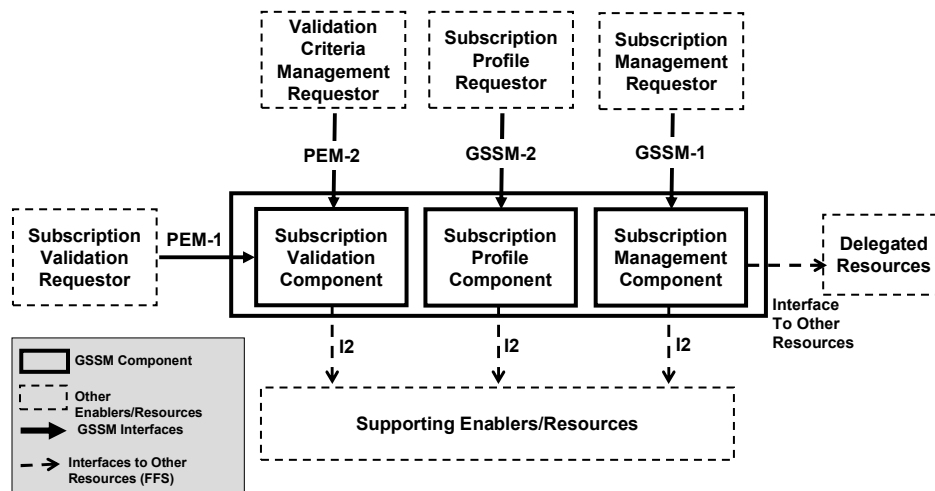 Validation
Criteria
Management
Requestor
Subscription
Profile
Requestor
Subscription
Management
Requestor
PEM-2
GSSM-2
GSSM-1
Subscription
Validation
Requestor
PEM-1
Subscription
Validation
Component
Subscription
Profile
Component
Subscription
Management
Component
Delegated
Resources
Interface
To Other
Resources
I2
I2
I2
Supporting Enablers/Resources
GSSM Component
Other
Enablers/Resources
GSSM Interfaces
Interfaces to Other
Resources (FFS)